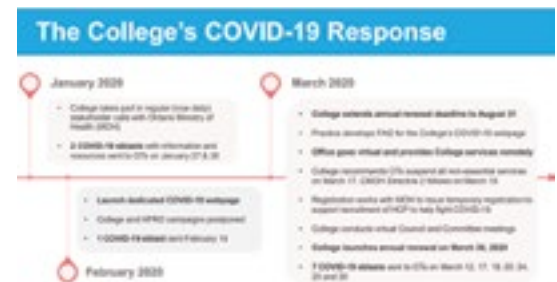 The College's COVID-19 Response
January 2020
• College takes part in regular (now daily)
stakeholder calls with Ontario Ministry of
Health (MOH)
• 2 COVID-19 eblasts with information and
resources sent to OTs on January 27 & 30
March 2020
• College extends annual renewal deadline to August 31
• Practice develops FAQ for the College's COVID-19 webpage
• Office goes virtual and provides College services remotely
• College recommends OTs suspend all non-essential services
on March 17, CMOH Directive 2 follows on March 19
• Registration works with MOH to issue temporary registration to
support recruitment of HCP to help fight COVID-19
• College conducts virtual Council and Committee meetings
• College launches annual renewal on March 30, 2020
• 7 COVID-19 eblasts sent to OTs on March 12, 17, 19, 20, 24,
and 30
• Launch dedicated COVID-19 webpage
• College and campaigns postponed
• 1 COVID-19 eblast sent February
February 2020